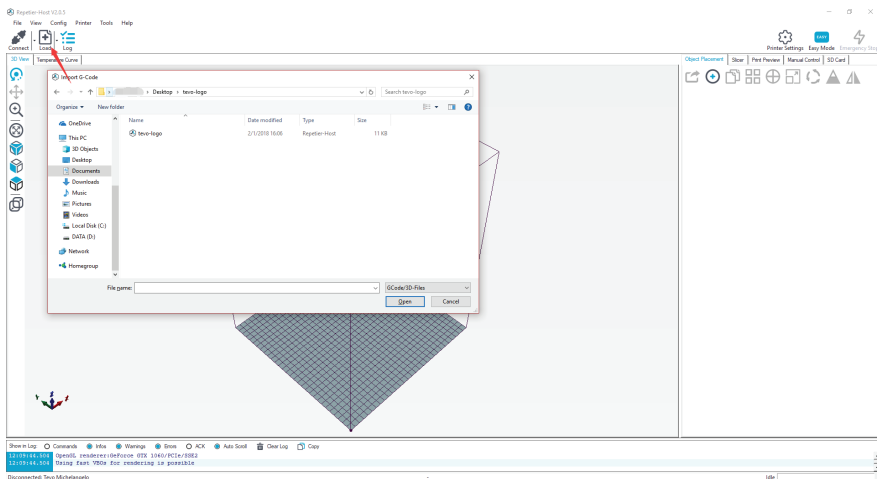 Repetier-Host V2.0.5
File View Config Printer Tools Help
Connect Load Log Printer Settings Easy Mode Emergency Stop
EASY
3D View Temperature Curve Object Placement Slicer Print Preview Manual Control SD Card
Import G-Code
Desktop › tevo-logo Search tevo-logo
Organize New folder
Name Date modified Type Size
OneDrive
tevo-logo 2/1/2018 16:06 Repetier-Host 11 KB
This PC
3D Objects
Desktop
Documents
Downloads
Music
Pictures
Videos
Local Disk (C:)
DATA (D:)
Network
Homegroup
File name: GCode/3D-Files
Open Cancel
Show in Log: Commands Infos Warnings Errors ACK Auto Scroll Clear Log Copy
12:09:44.504 OpenGL renderer:GeForce GTX 1060/PCIe/SSE2
12:09:44.504 Using fast VBOs for rendering is possible
Disconnected: Tevo Michelangelo - Idle